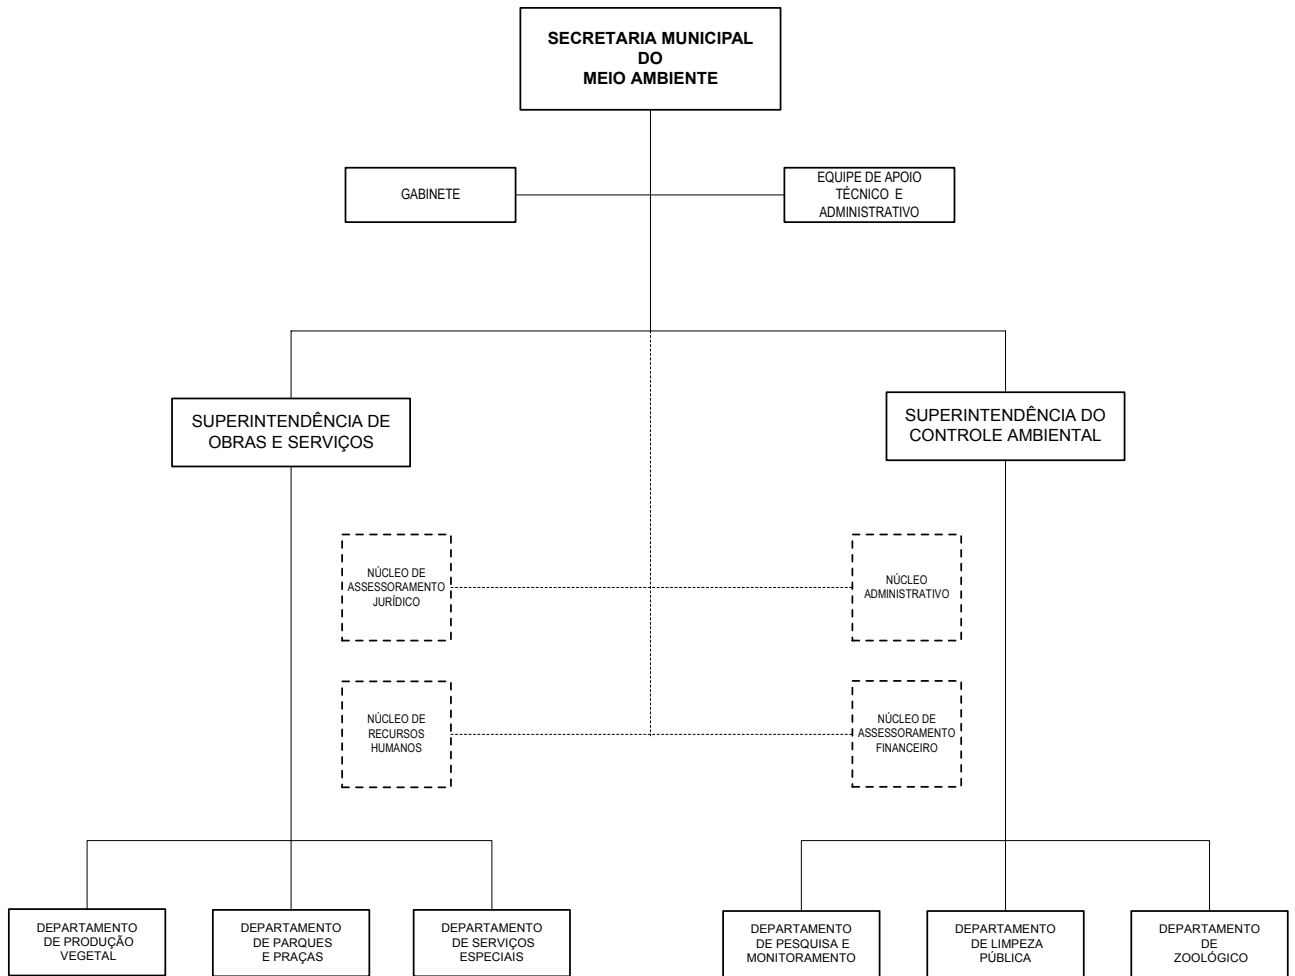 SECRETARIA MUNICIPAL
DO
MEIO AMBIENTE
GABINETE
EQUIPE DE APOIO
TÉCNICO E
ADMINISTRATIVO
SUPERINTENDÊNCIA DE
OBRAS E SERVIÇOS
SUPERINTENDÊNCIA DO
CONTROLE AMBIENTAL
NÚCLEO DE
ASSESSORAMENTO
JURÍDICO
NÚCLEO
ADMINISTRATIVO
NÚCLEO DE
RECURSOS
HUMANOS
NÚCLEO DE
ASSESSORAMENTO
FINANCEIRO
DEPARTAMENTO
DE PRODUÇÃO
VEGETAL
DEPARTAMENTO
DE PARQUES
E PRAÇAS
DEPARTAMENTO
DE SERVIÇOS
ESPECIAIS
DEPARTAMENTO
DE PESQUISA E
MONITORAMENTO
DEPARTAMENTO
DE LIMPEZA
PÚBLICA
DEPARTAMENTO
DE
ZOOLÓGICO